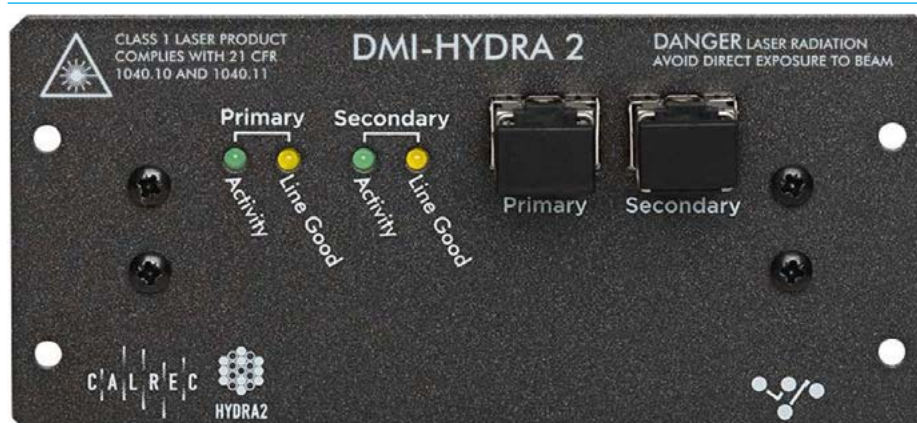 CLASS 1 LASER PRODUCT
COMPLIES WITH 21 CFR
1040.10 AND 1040.11
DMI-HYDRA 2
DANGER LASER RADIATION
AVOID DIRECT EXPOSURE TO BEAM
Primary
Secondary
Activity
Line Good
Activity
Line Good
Primary
Secondary
CALREC
HYDRA2